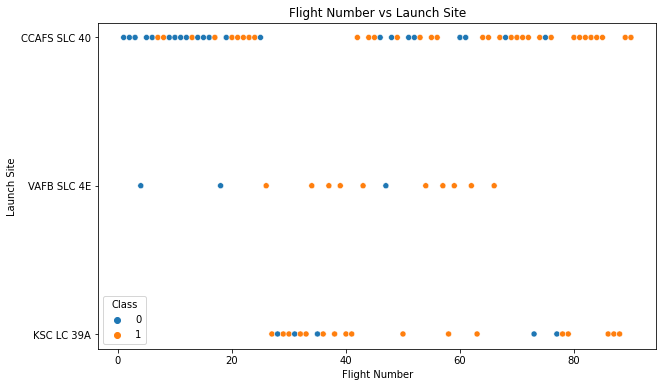 Flight Number vs Launch Site
CCAFS SLC 40
VAFB SLC 4E
KSC LC 39A
Launch Site
Class
0
1
0 20 40 60 80
Flight Number